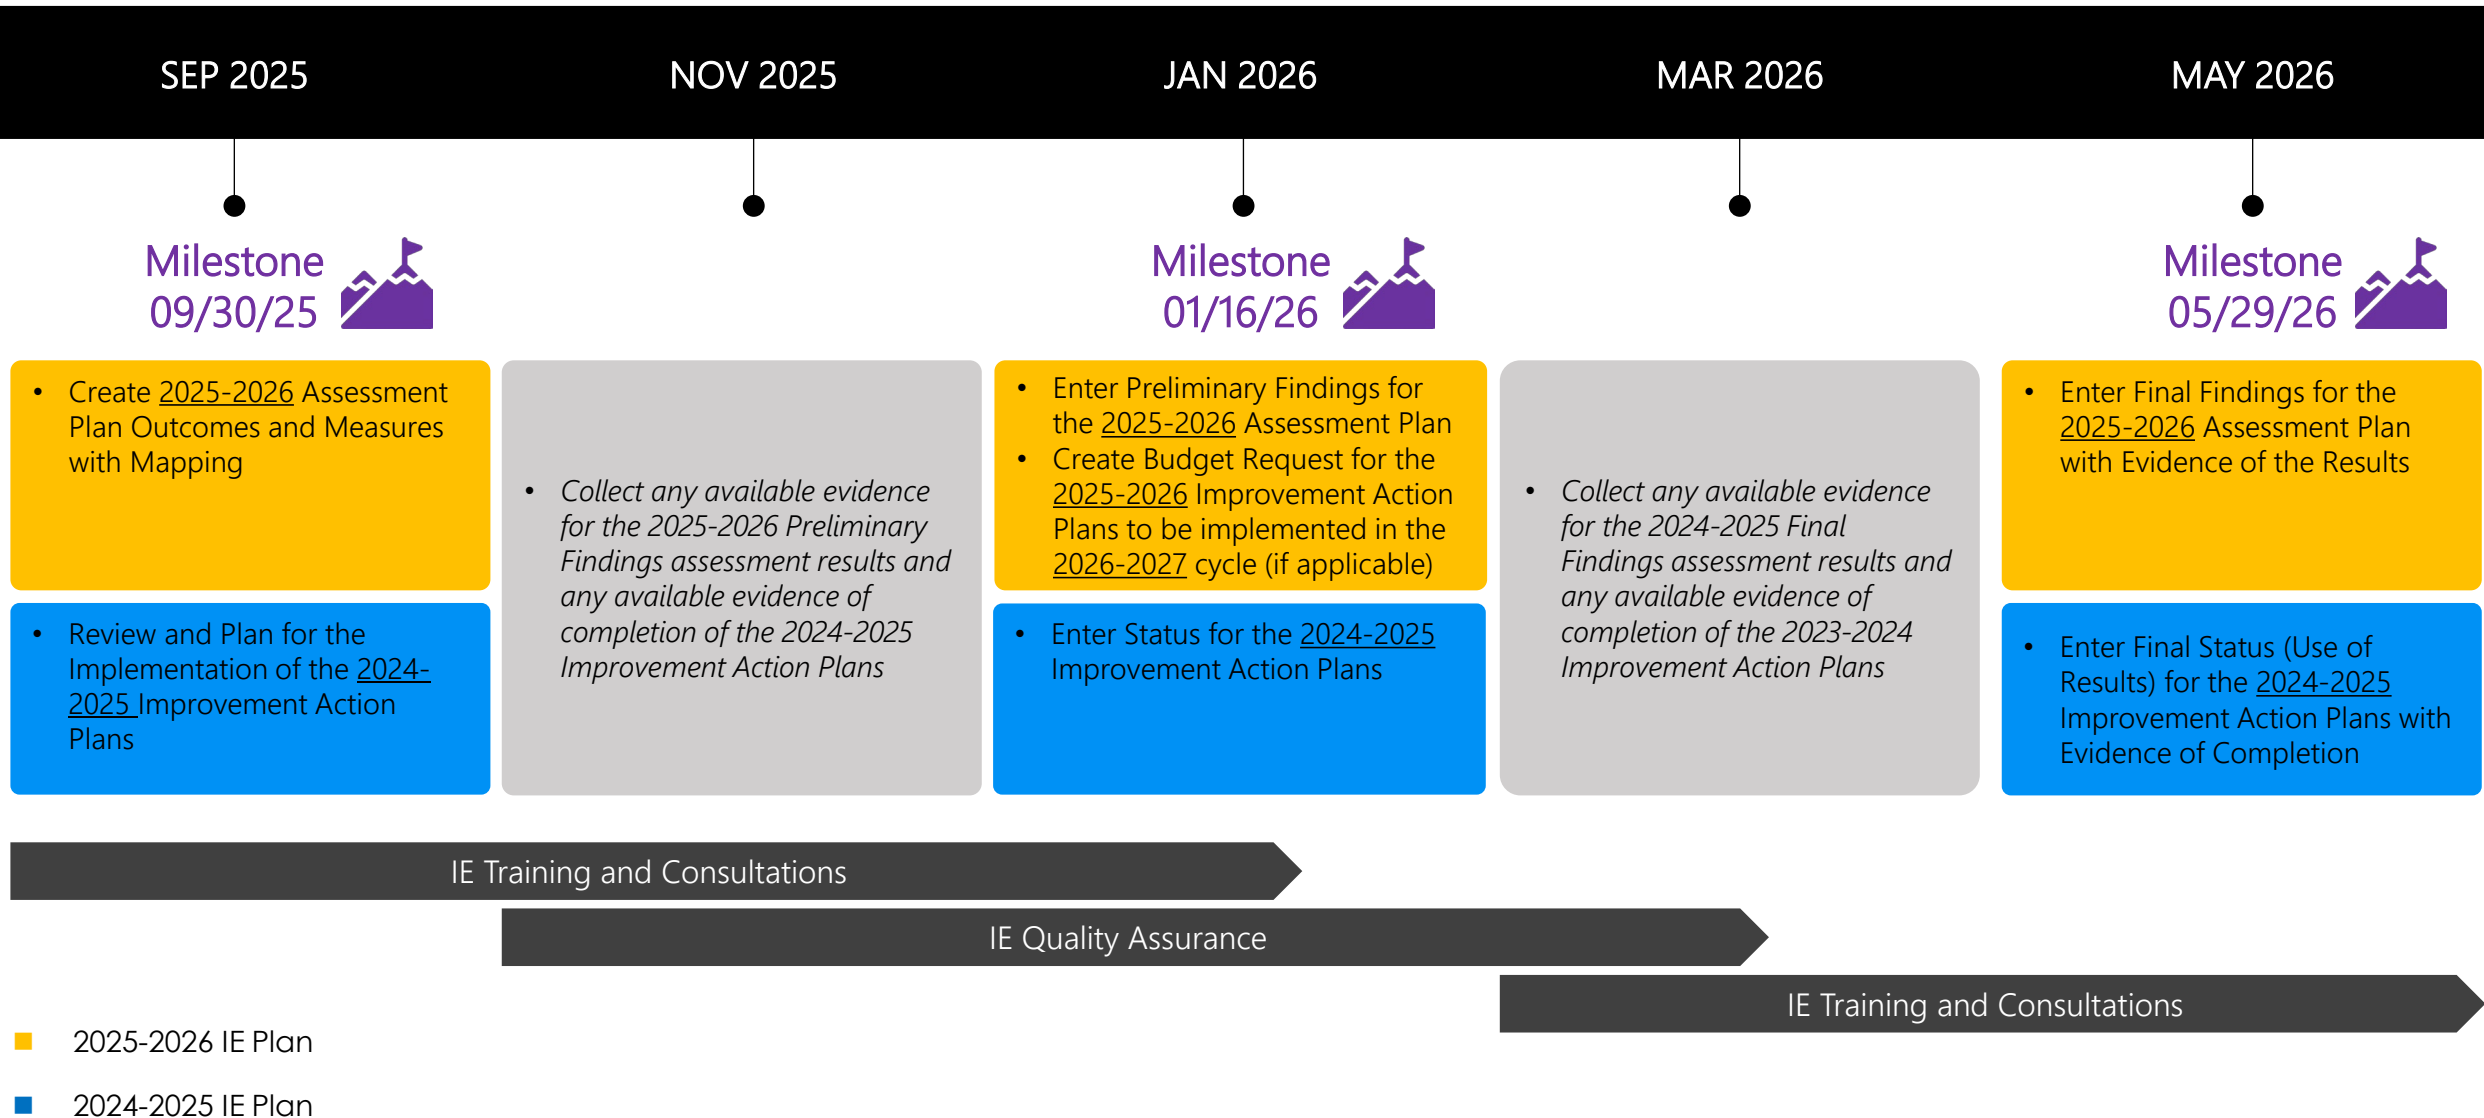 SEP 2025
NOV 2025
JAN 2026
MAR 2026
MAY 2026
Milestone
09/30/25
Milestone
01/16/26
Milestone
05/29/26
• Create 2025-2026 Assessment
Plan Outcomes and Measures
with Mapping
• Review and Plan for the
Implementation of the 2024-
2025 Improvement Action
Plans
• Collect any available evidence
for the 2025-2026 Preliminary
Findings assessment results and
any available evidence of
completion of the 2024-2025
Improvement Action Plans
• Enter Preliminary Findings for
the 2025-2026 Assessment Plan
• Create Budget Request for the
2025-2026 Improvement Action
Plans to be implemented in the
2026-2027 cycle (if applicable)
• Enter Status for the 2024-2025
Improvement Action Plans
• Collect any available evidence
for the 2024-2025 Final
Findings assessment results and
any available evidence of
completion of the 2023-2024
Improvement Action Plans
• Enter Final Findings for the
2025-2026 Assessment Plan
with Evidence of the Results
• Enter Final Status (Use of
Results) for the 2024-2025
Improvement Action Plans with
Evidence of Completion
IE Training and Consultations
IE Quality Assurance
IE Training and Consultations
2025-2026 IE Plan
2024-2025 IE Plan